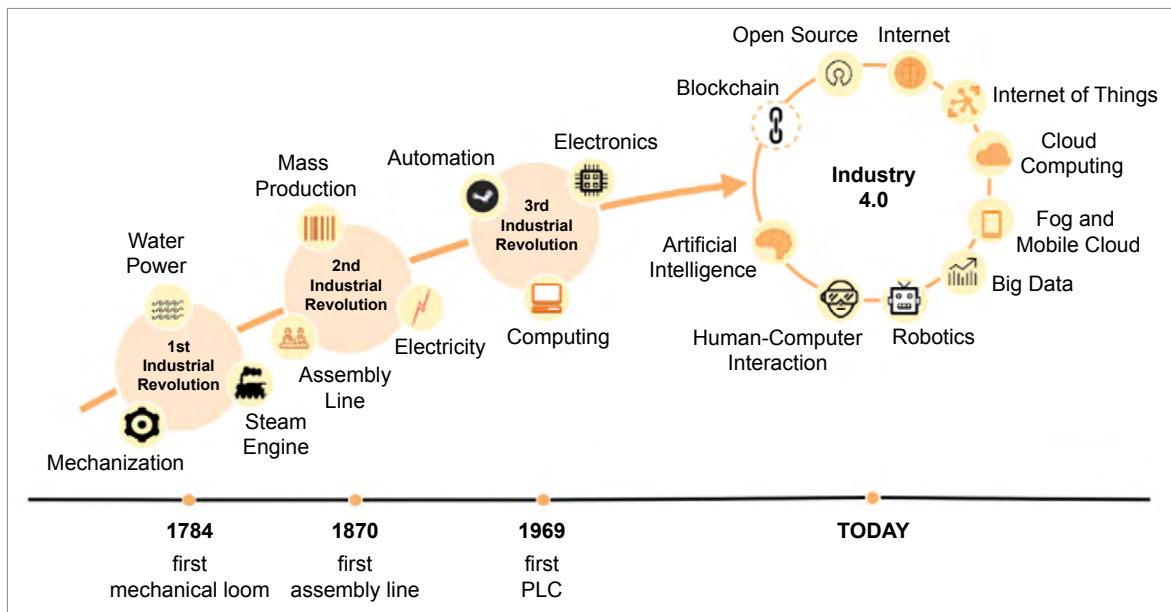 Open Source
Internet
Blockchain
Internet of Things
Cloud
Computing
Industry
4.0
Fog and
Mobile Cloud
Big Data
Robotics
Human-Computer
Interaction
Artificial
Intelligence
Automation
Electronics
3rd
Industrial
Revolution
Computing
Mass
Production
2nd
Industrial
Revolution
Electricity
Assembly
Line
Water
Power
1st
Industrial
Revolution
Steam
Engine
Mechanization
1784
first
mechanical loom
1870
first
assembly line
1969
first
PLC
TODAY